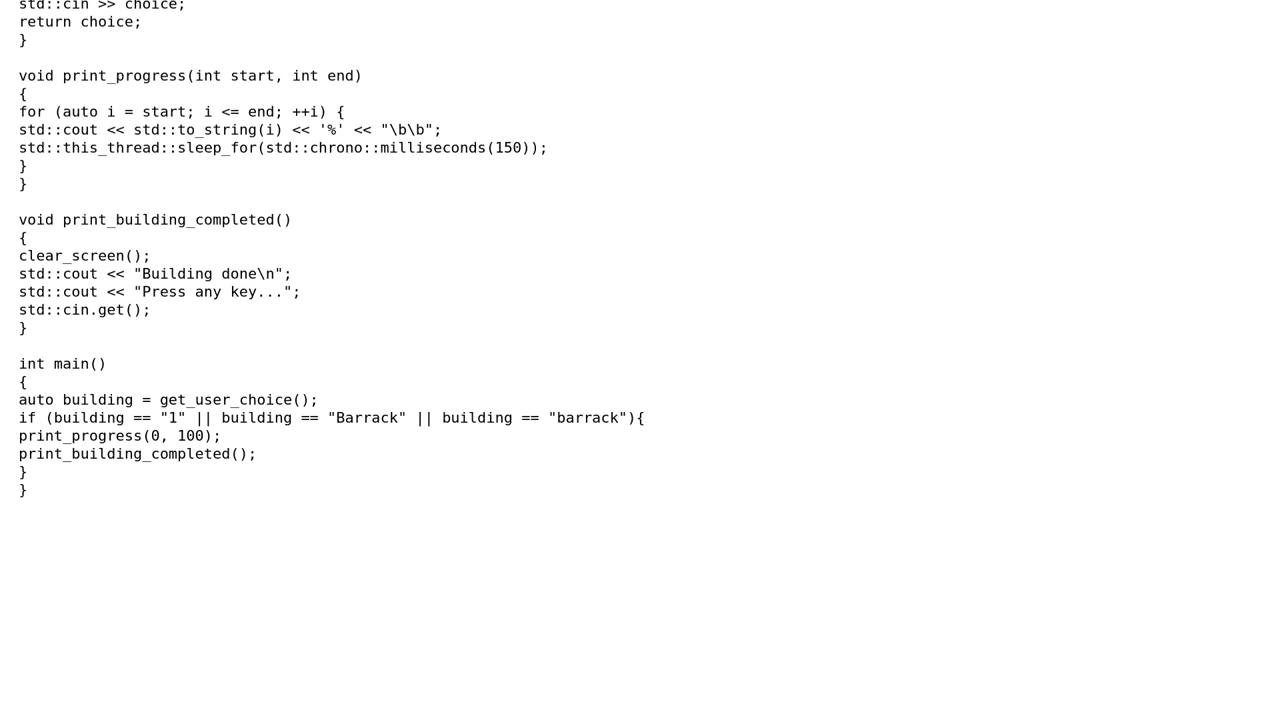 std::cin >> choice;
return choice;
}

void print_progress(int start, int end)
{
for (auto i = start; i <= end; ++i) {
std::cout << std::to_string(i) << '%' << "\b\b";
std::this_thread::sleep_for(std::chrono::milliseconds(150));
}
}

void print_building_completed()
{
clear_screen();
std::cout << "Building done\n";
std::cout << "Press any key...";
std::cin.get();
}

int main()
{
auto building = get_user_choice();
if (building == "1" || building == "Barrack" || building == "barrack"){
print_progress(0, 100);
print_building_completed();
}
}